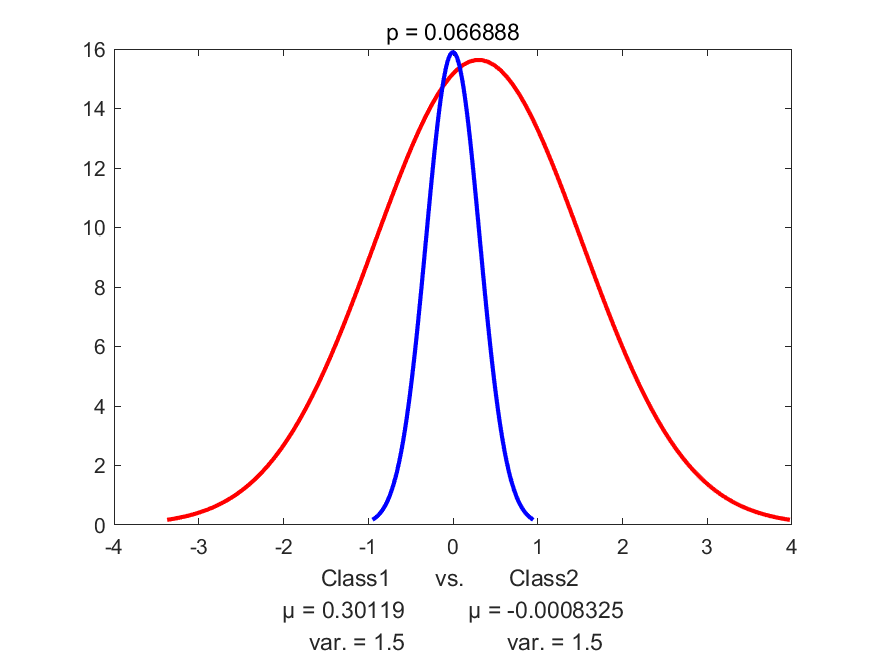 p = 0.066888
16
14
12
10
8
6
4
2
0
-4 -3 -2 -1 0 1 2 3 4
Class1 vs. Class2
μ = 0.30119 μ = -0.0008325
var. = 1.5 var. = 1.5